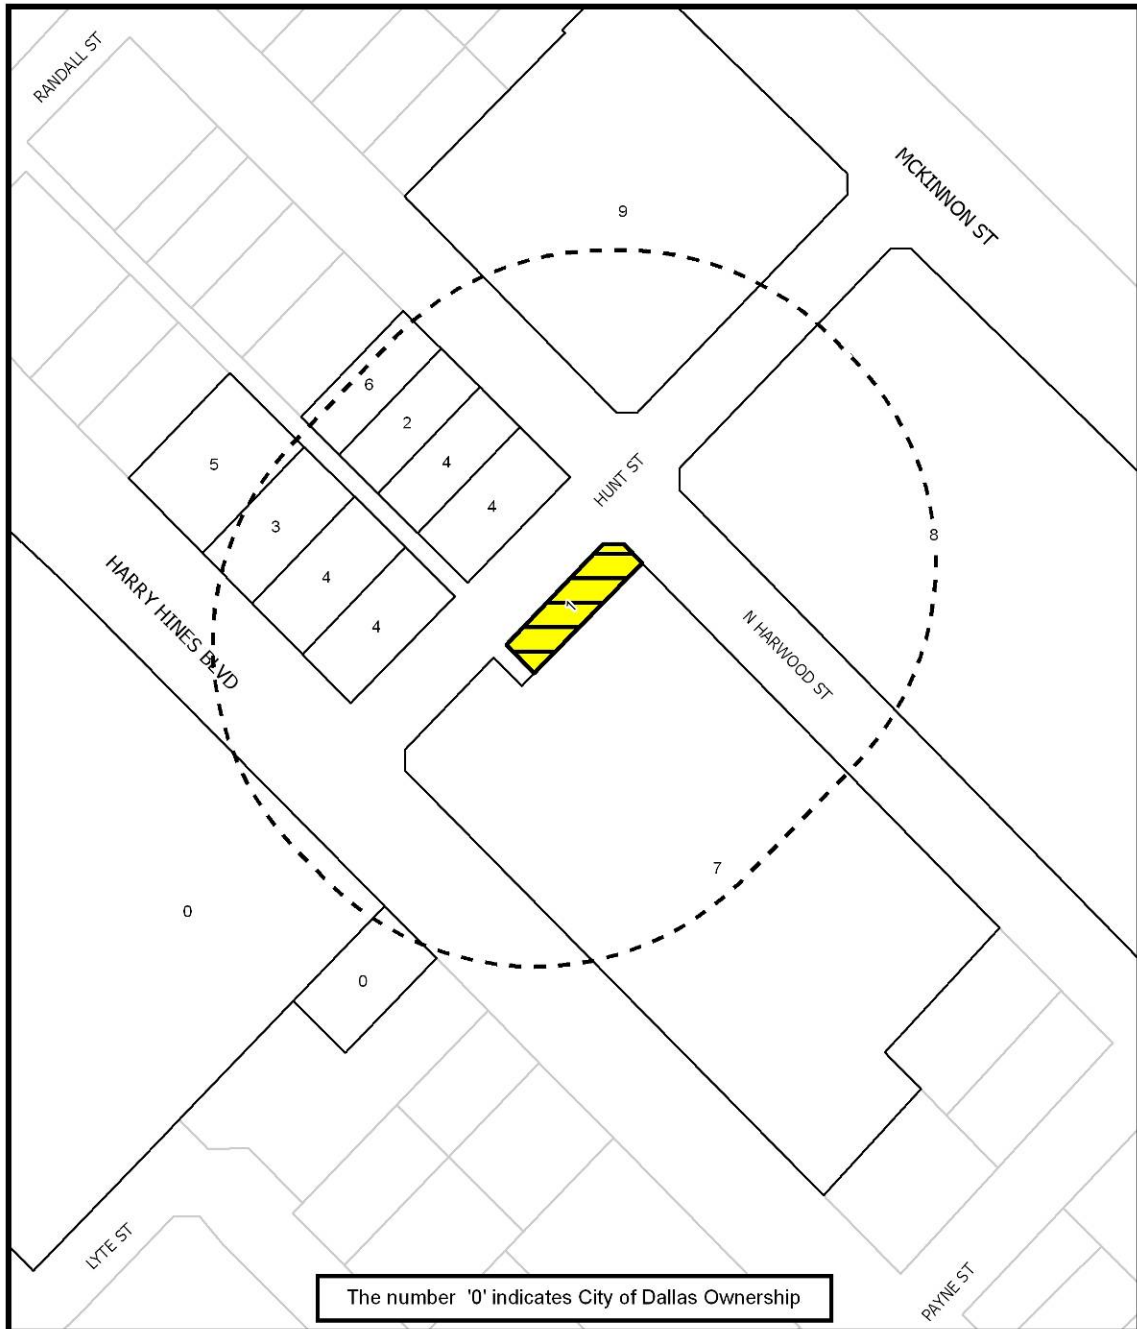 RANDALL ST
MCKINNON ST
9
6
2
5
4
4
HUNT ST
3
8
HARRY HINES BLVD
4
1
4
N HARWOOD ST
7
0
0
LYTE ST
PAYNE ST
The number '0' indicates City of Dallas Ownership